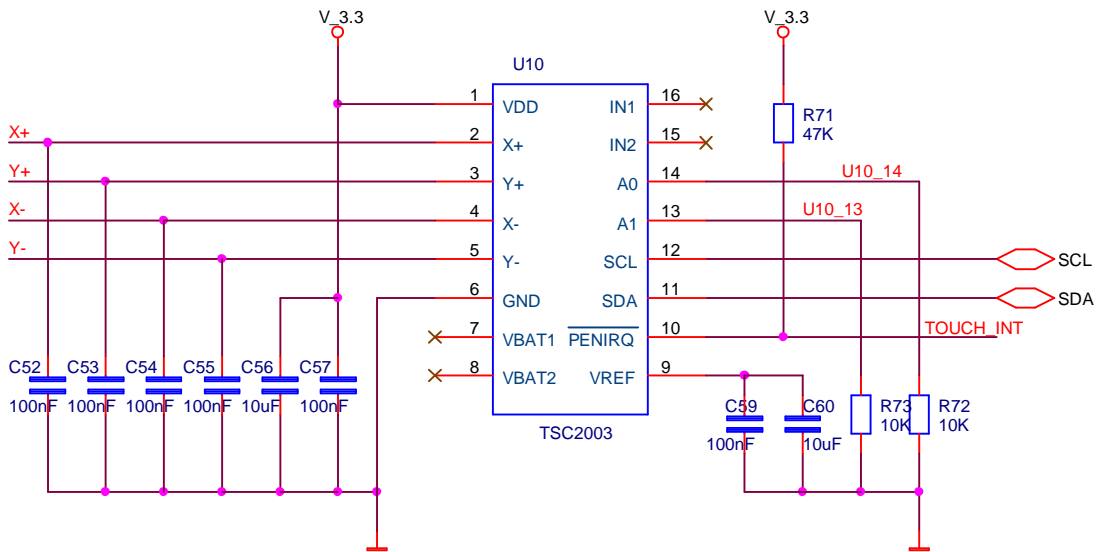 V_3.3
V_3.3
U10
1
VDD
IN1
16
R71
47K
X+
2
X+
IN2
15
Y+
3
Y+
A0
14
U10_14
X-
4
X-
A1
13
U10_13
Y-
5
Y-
SCL
12
SCL
6
GND
SDA
11
SDA
7
VBAT1
PENIRQ
10
TOUCH_INT
8
VBAT2
VREF
9
C52
100nF
C53
100nF
C54
100nF
C55
100nF
C56
10uF
C57
100nF
TSC2003
C59
100nF
C60
10uF
R73
10K
R72
10K